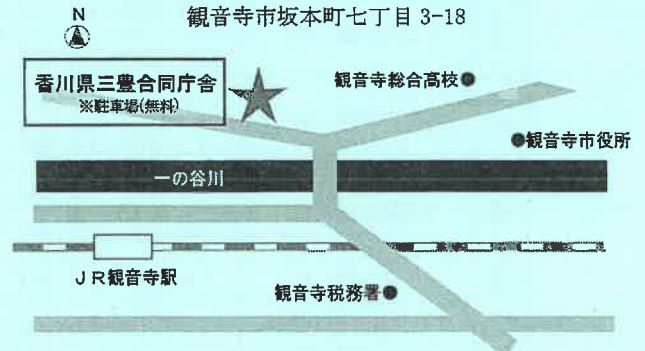 N
観音寺市坂本町七丁目 3-18
香川県三豊合同庁舎
※駐車場(無料)
観音寺総合高校
観音寺市役所
一の谷川
JR観音寺駅
観音寺税務署